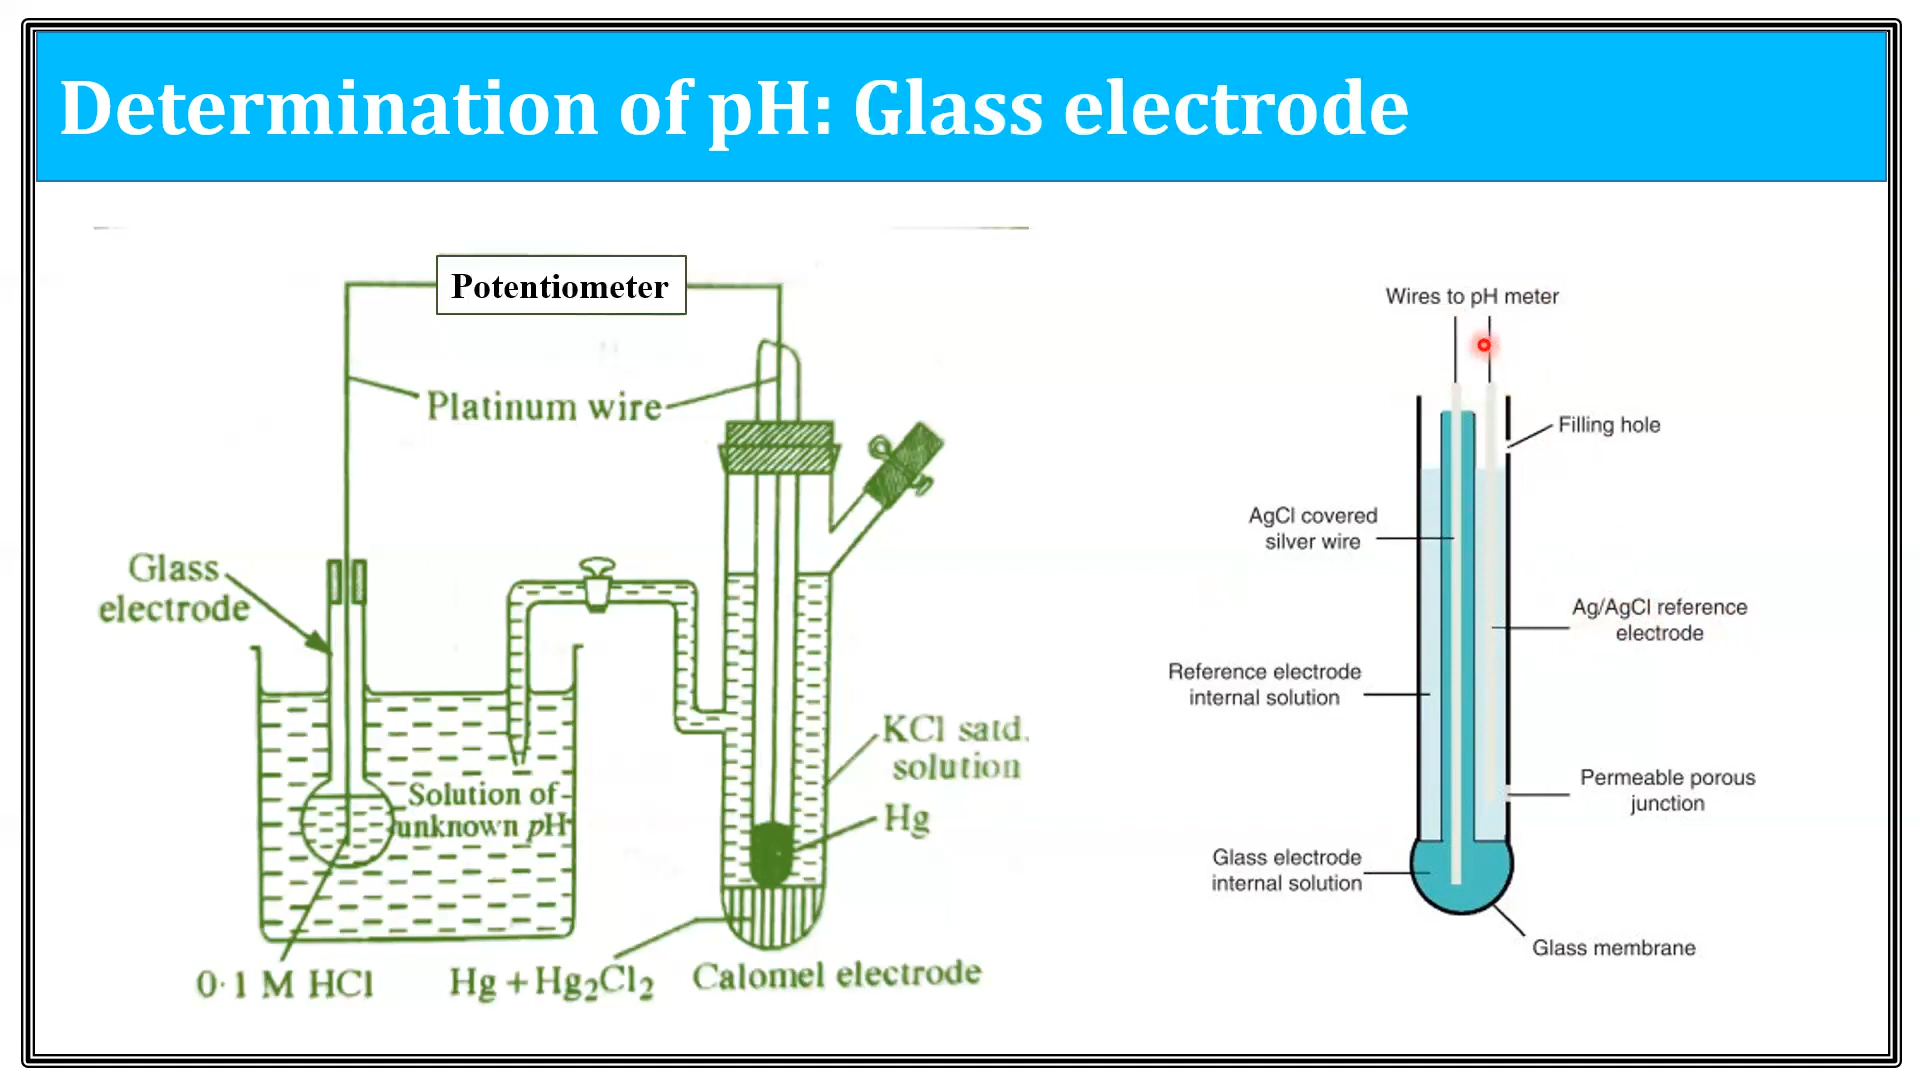 Determination of pH: Glass electrode
Potentiometer
Platinum wire
Glass
electrode
Solution of
unknown pH
KCl satd.
solution
Hg
0·1 M HCl
Hg + Hg₂Cl₂
Calomel electrode
Wires to pH meter
Filling hole
AgCl covered
silver wire
Ag/AgCl reference
electrode
Reference electrode
internal solution
Permeable porous
junction
Glass electrode
internal solution
Glass membrane